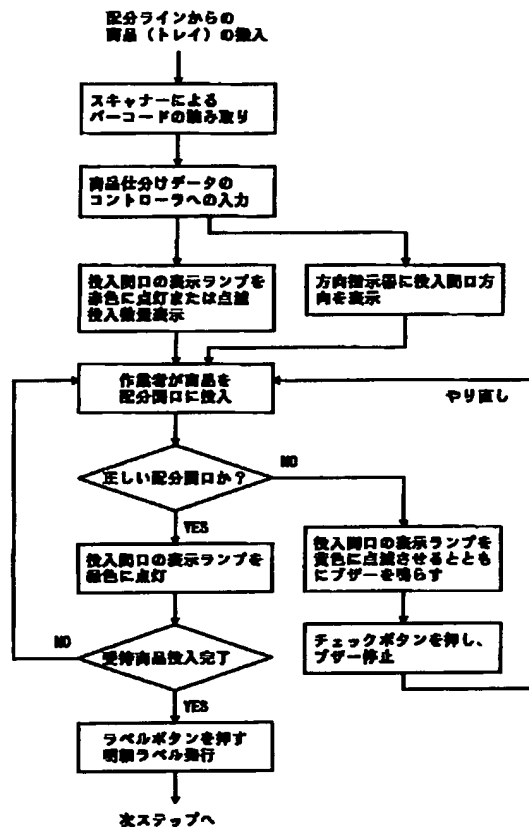 配分ラインからの
商品（トレイ）の搬入
スキャナーによる
バーコードの読み取り
商品仕分けデータの
コントローラへの入力
投入間口の表示ランプを
赤色に点灯または点滅
投入数量表示
方向指示器に投入間口方
向を表示
作業者が商品を
配分間口に投入
やり直し
正しい配分間口か？
NO
YES
投入間口の表示ランプを
緑色に点灯
投入間口の表示ランプを
黄色に点滅させるととも
にブザーを鳴らす
NO
受持商品投入完了
チェックボタンを押し、
ブザー停止
YES
ラベルボタンを押す
明細ラベル発行
次ステップへ